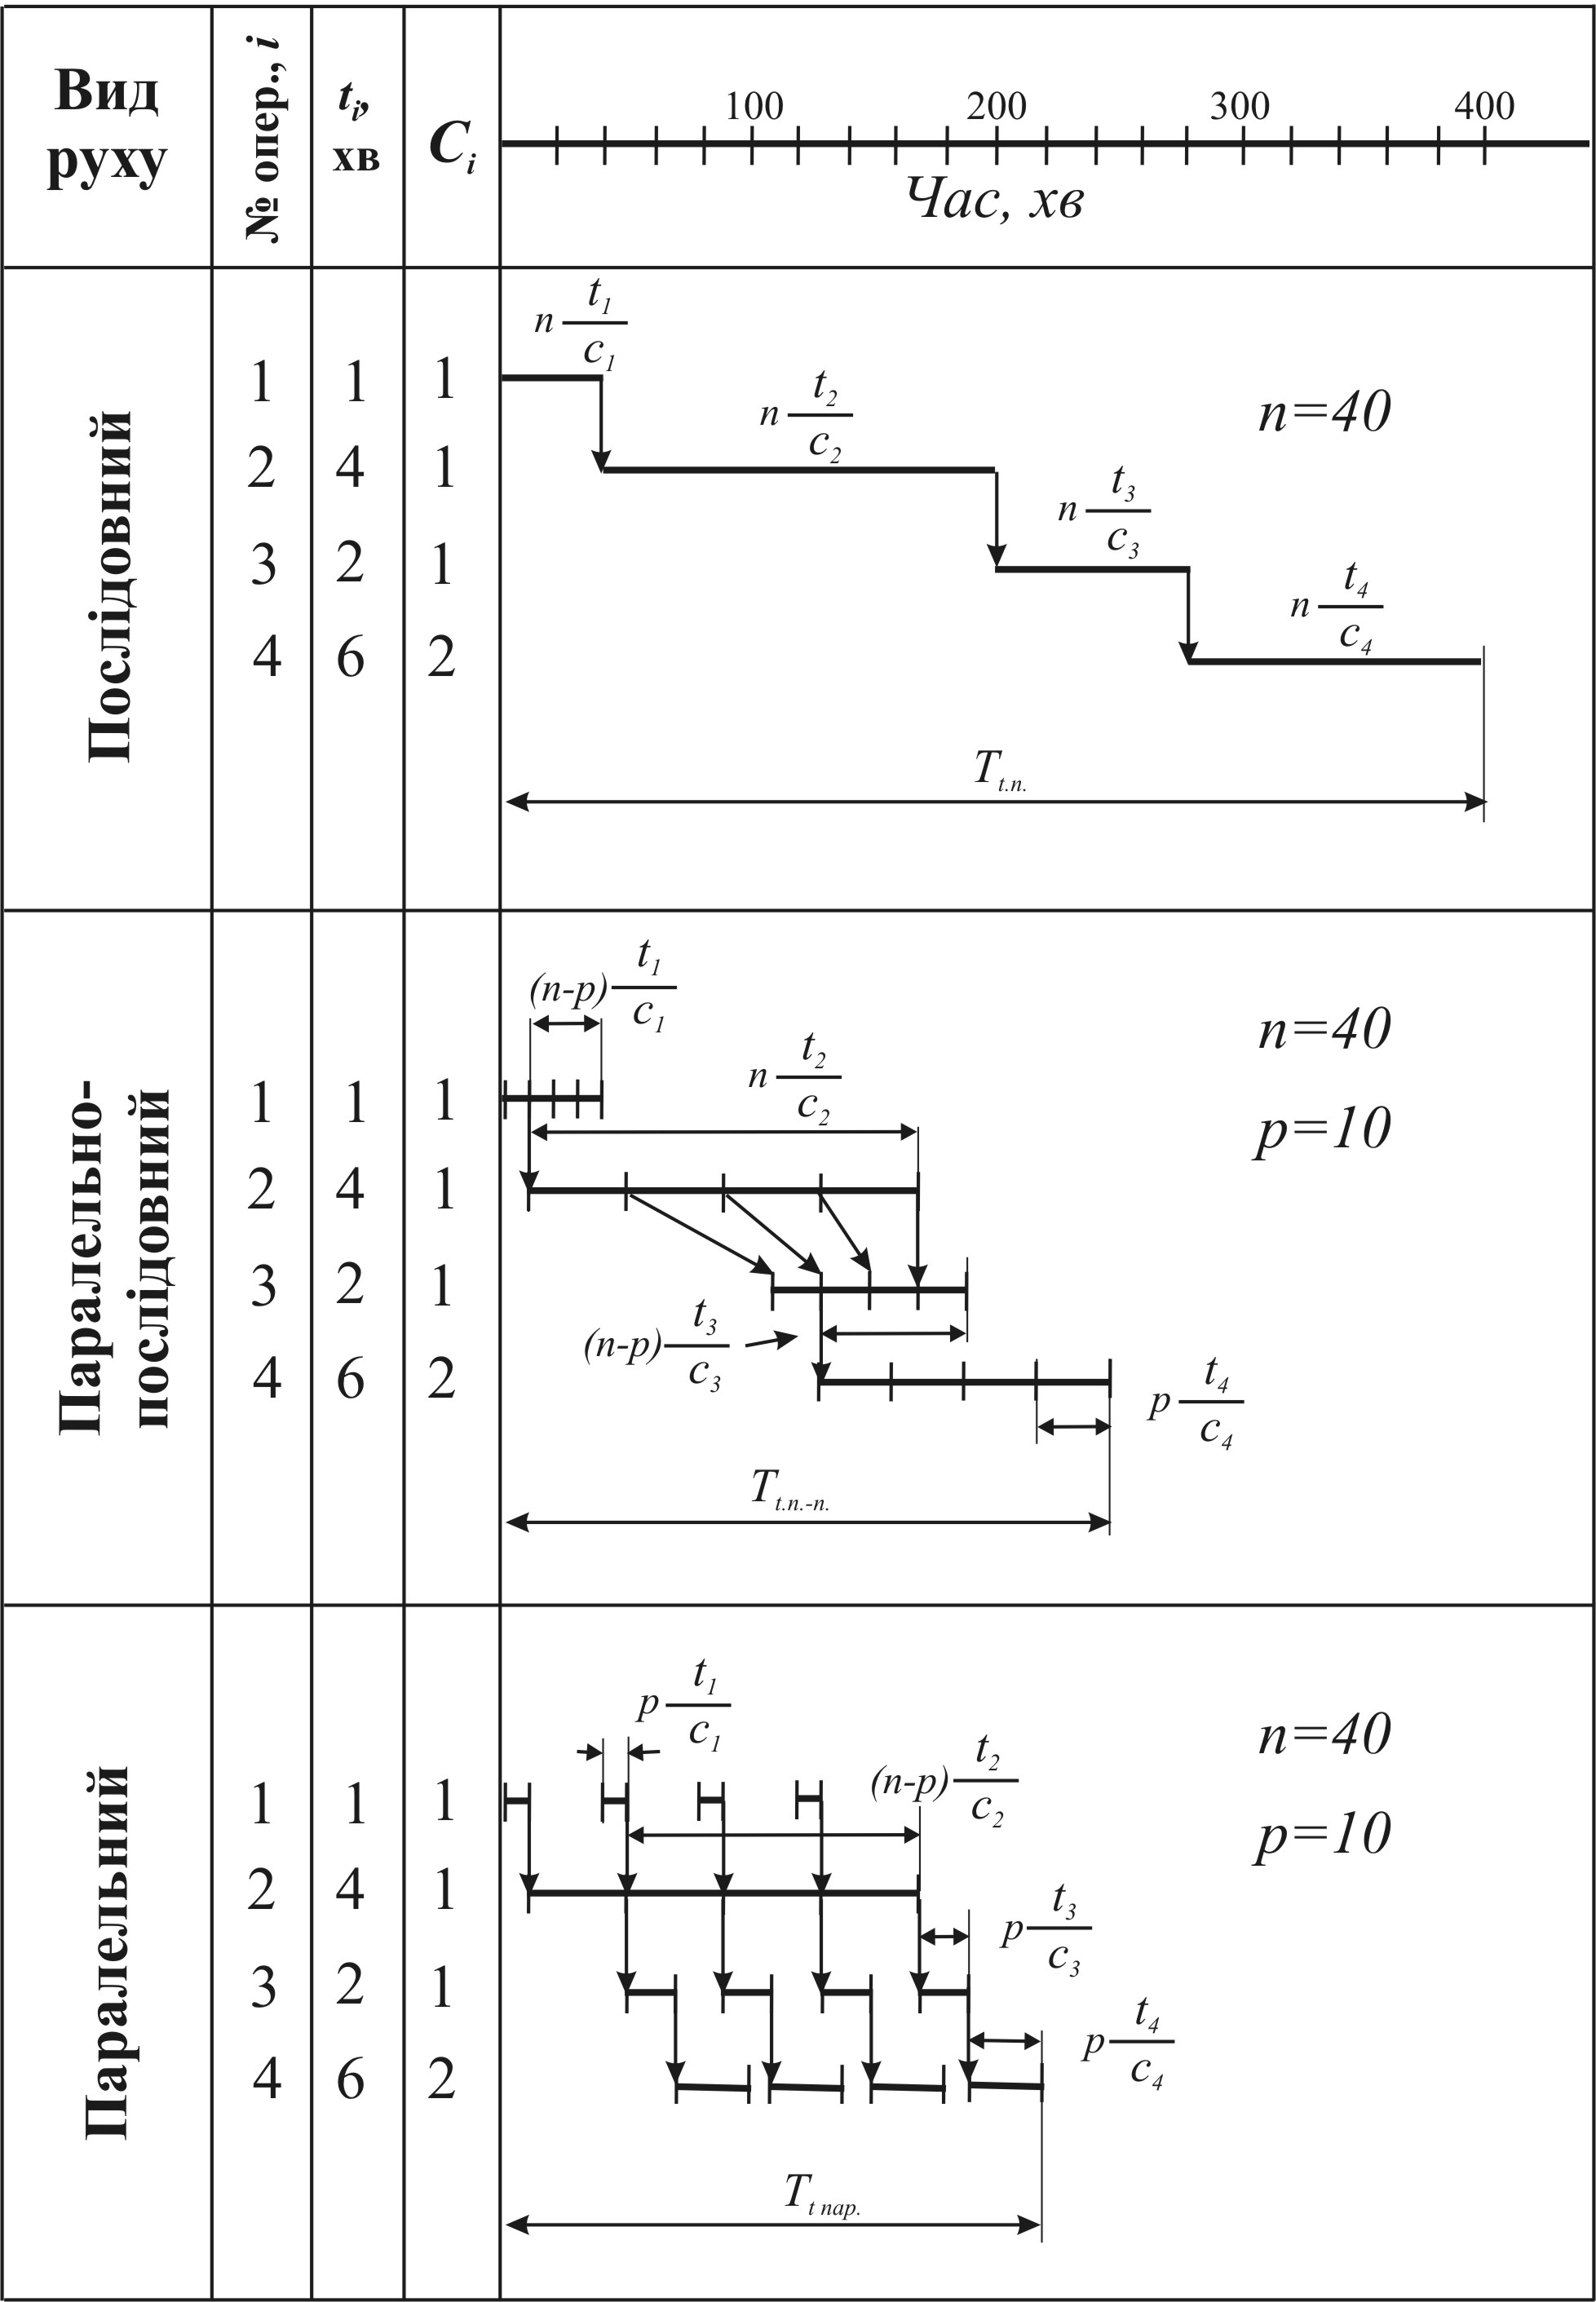 Вид руху
№ опер., i
tᵢ, хв
Cᵢ
100 200 300 400
Час, хв
Послідовний
1 1 1
2 4 1
3 2 1
4 6 2
n t₁/c₁
n t₂/c₂
n t₃/c₃
n t₄/c₄
n=40
T t.п.
Паралельно-послідовний
1 1 1
2 4 1
3 2 1
4 6 2
(n-p) t₁/c₁
n t₂/c₂
(n-p) t₃/c₃
p t₄/c₄
n=40
p=10
T t.п.-п.
Паралельний
1 1 1
2 4 1
3 2 1
4 6 2
p t₁/c₁
(n-p) t₂/c₂
p t₃/c₃
p t₄/c₄
n=40
p=10
T t пар.